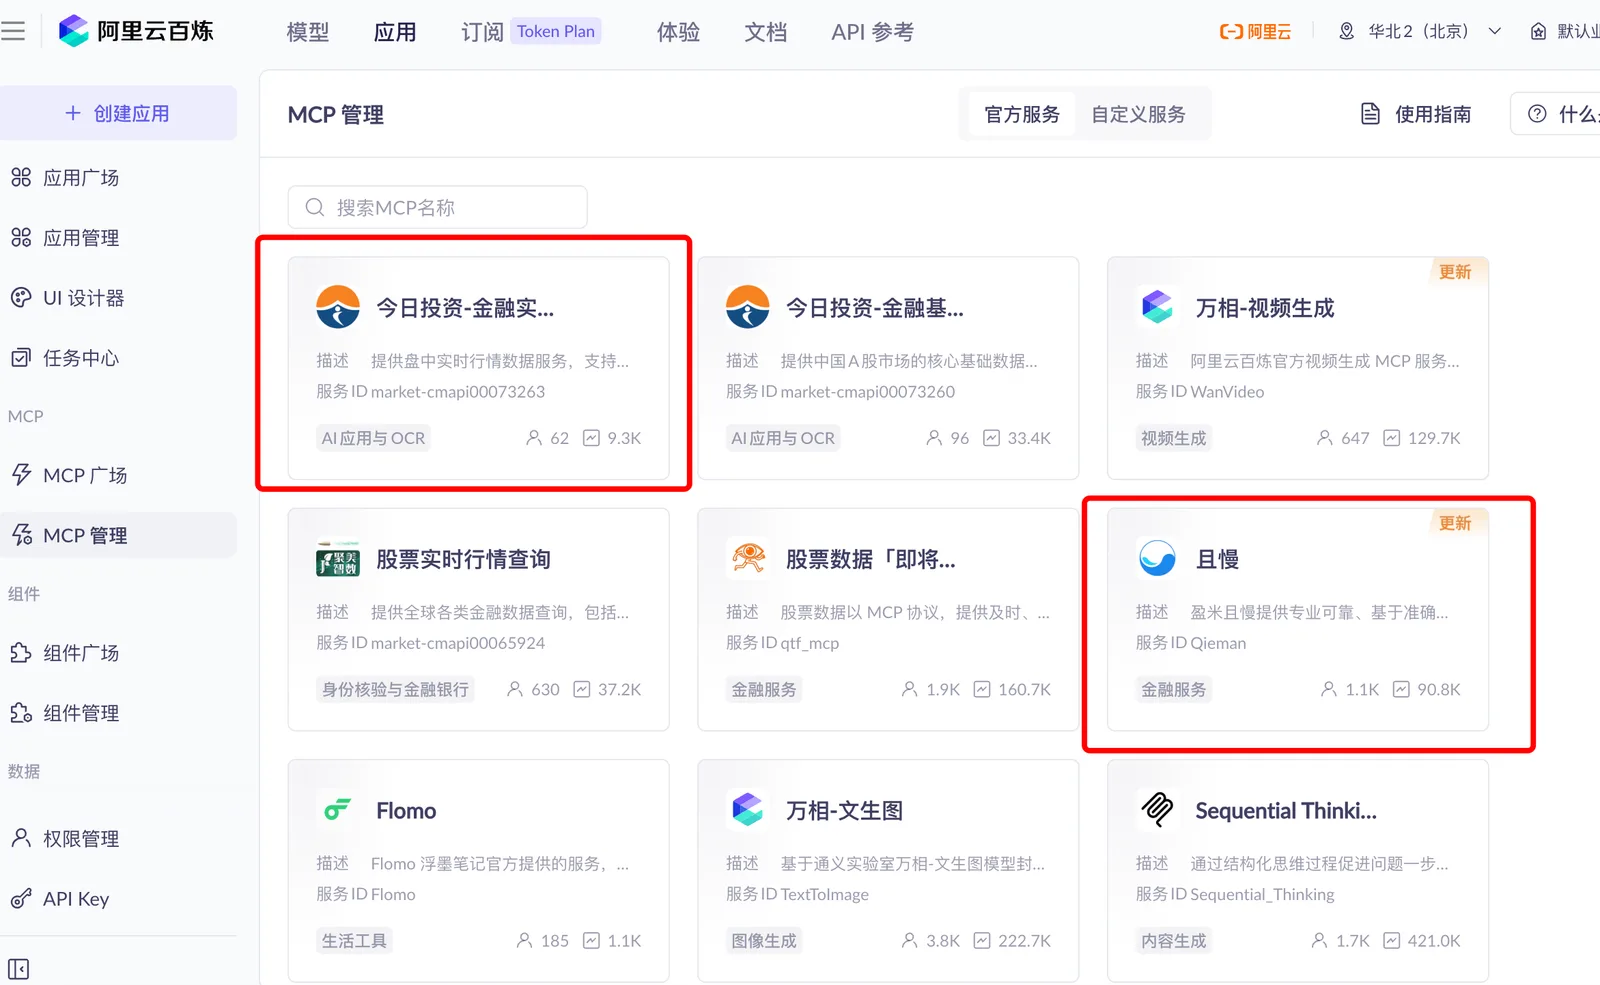 阿里云百炼
模型
应用
订阅 Token Plan
体验
文档
API 参考
阿里云
华北2（北京）
默认业
创建应用
应用广场
应用管理
UI 设计器
任务中心
MCP
MCP 广场
MCP 管理
组件
组件广场
组件管理
数据
权限管理
API Key
MCP 管理
官方服务
自定义服务
使用指南
什么
搜索MCP名称
今日投资-金融实...
描述 提供盘中实时行情数据服务，支持...
服务 ID market-cmapi00073263
AI 应用与 OCR
62
9.3K
今日投资-金融基...
描述 提供中国 A 股市场的核心基础数据...
服务 ID market-cmapi00073260
AI 应用与 OCR
96
33.4K
更新
万相-视频生成
描述 阿里云百炼官方视频生成 MCP 服务...
服务 ID WanVideo
视频生成
647
129.7K
聚美
智数
股票实时行情查询
描述 提供全球各类金融数据查询，包括...
服务 ID market-cmapi00065924
身份核验与金融银行
630
37.2K
股票数据「即将...
描述 股票数据以 MCP 协议，提供及时、...
服务 ID qtf_mcp
金融服务
1.9K
160.7K
更新
且慢
描述 盈米且慢提供专业可靠、基于准确...
服务 ID Qieman
金融服务
1.1K
90.8K
Flomo
描述 Flomo 浮墨笔记官方提供的服务，...
服务 ID Flomo
生活工具
185
1.1K
万相-文生图
描述 基于通义实验室万相-文生图模型封...
服务 ID TextToImage
图像生成
3.8K
222.7K
Sequential Thinki...
描述 通过结构化思维过程促进问题一步...
服务 ID Sequential_Thinking
内容生成
1.7K
421.0K